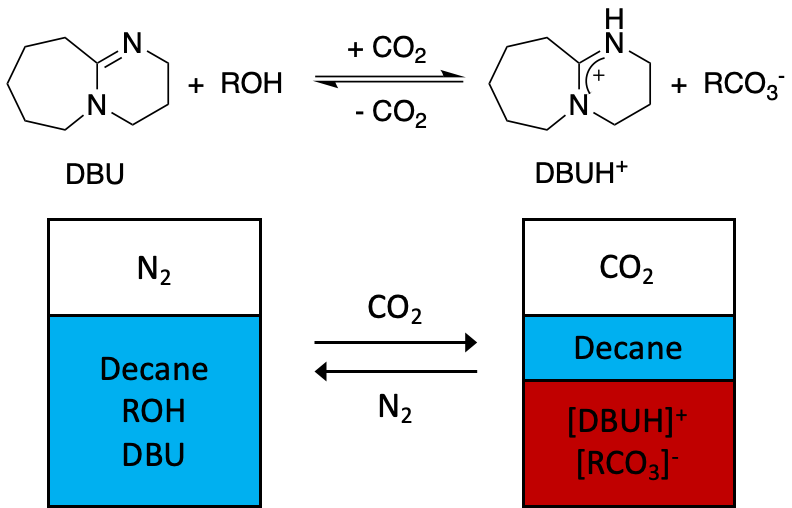 N + ROH + CO₂ H N
N - CO₂ N + + RCO₃⁻
DBU DBUH⁺
N₂ CO₂
CO₂
Decane
ROH
DBU
N₂
Decane
[DBUH]⁺
[RCO₃]⁻